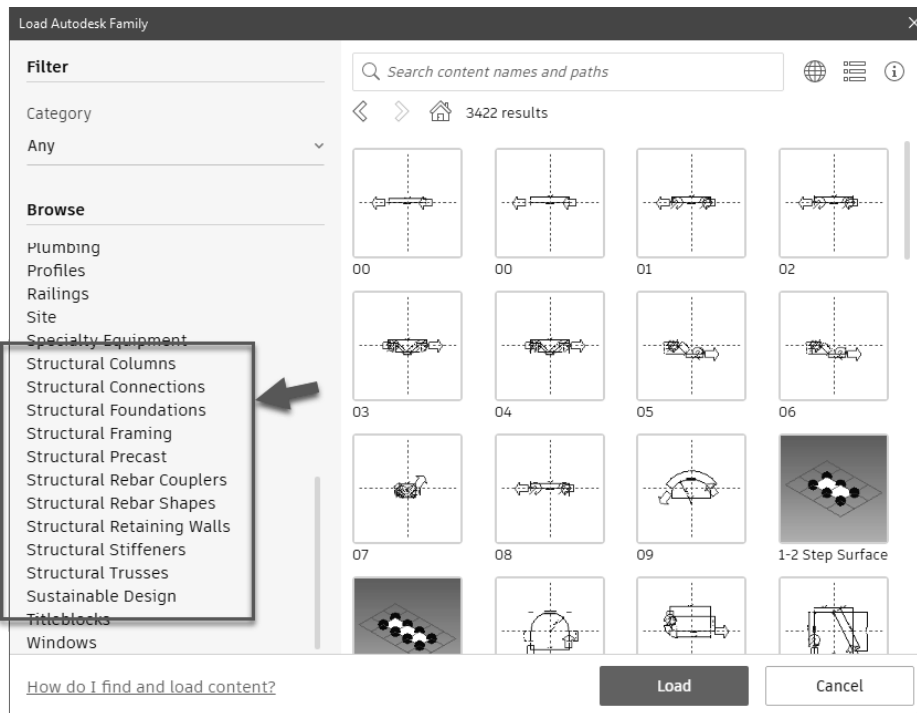 Load Autodesk Family
Filter
Category
Any
Browse
Plumbing
Profiles
Railings
Site
Specialty Equipment
Structural Columns
Structural Connections
Structural Foundations
Structural Framing
Structural Precast
Structural Rebar Couplers
Structural Rebar Shapes
Structural Retaining Walls
Structural Stiffeners
Structural Trusses
Sustainable Design
Titleblocks
Windows
How do I find and load content?
Search content names and paths
3422 results
00
00
01
02
03
04
05
06
07
08
09
1-2 Step Surface
Load
Cancel